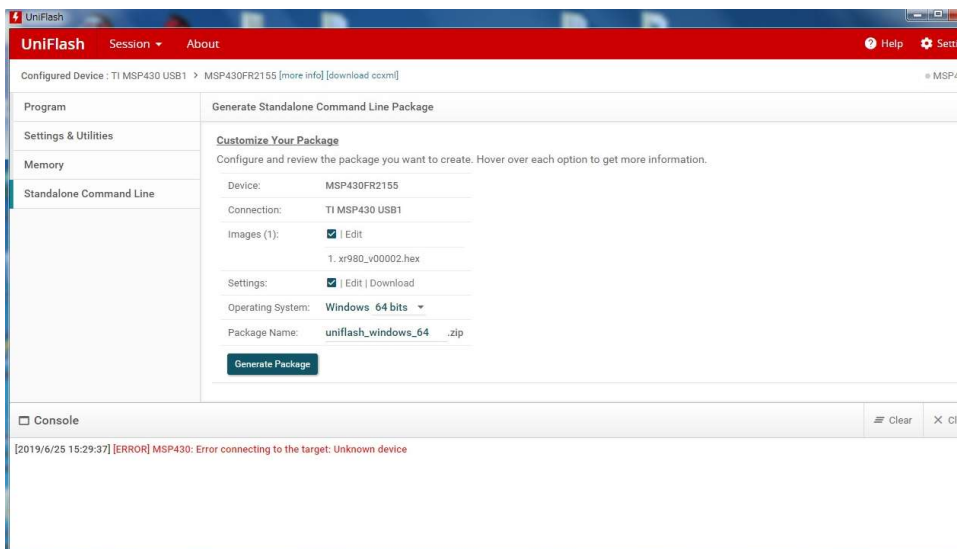 UniFlash
UniFlash Session About Help
Configured Device : TI MSP430 USB1 > MSP430FR2155 [more info] [download ccxml]
Program
Settings & Utilities
Memory
Standalone Command Line
Generate Standalone Command Line Package
Customize Your Package
Configure and review the package you want to create. Hover over each option to get more information.
Device: MSP430FR2155
Connection: TI MSP430 USB1
Images (1): | Edit
1. xr980_v00002.hex
Settings: | Edit | Download
Operating System: Windows 64 bits
Package Name: uniflash_windows_64 .zip
Generate Package
Console Clear
[2019/6/25 15:29:37] [ERROR] MSP430: Error connecting to the target: Unknown device